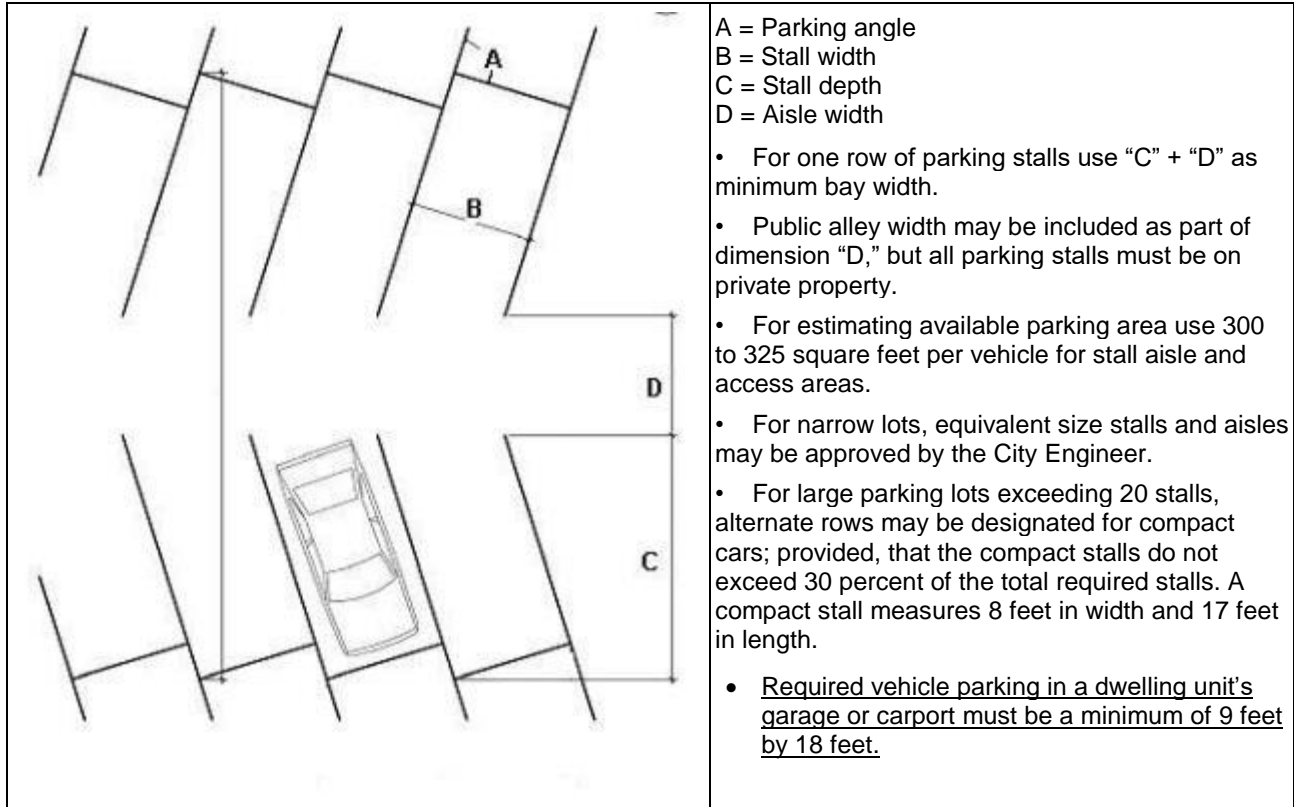 A
B
D
C
A = Parking angle
B = Stall width
C = Stall depth
D = Aisle width
• For one row of parking stalls use “C” + “D” as
minimum bay width.
• Public alley width may be included as part of
dimension “D,” but all parking stalls must be on
private property.
• For estimating available parking area use 300
to 325 square feet per vehicle for stall aisle and
access areas.
• For narrow lots, equivalent size stalls and aisles
may be approved by the City Engineer.
• For large parking lots exceeding 20 stalls,
alternate rows may be designated for compact
cars; provided, that the compact stalls do not
exceed 30 percent of the total required stalls. A
compact stall measures 8 feet in width and 17 feet
in length.
• Required vehicle parking in a dwelling unit’s
garage or carport must be a minimum of 9 feet
by 18 feet.